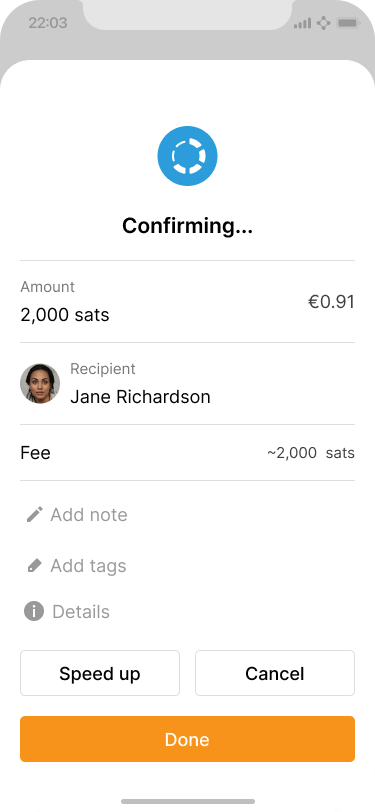 22:03
Confirming...
Amount
2,000 sats
€0.91
Recipient
Jane Richardson
Fee
~2,000 sats
Add note
Add tags
Details
Speed up
Cancel
Done